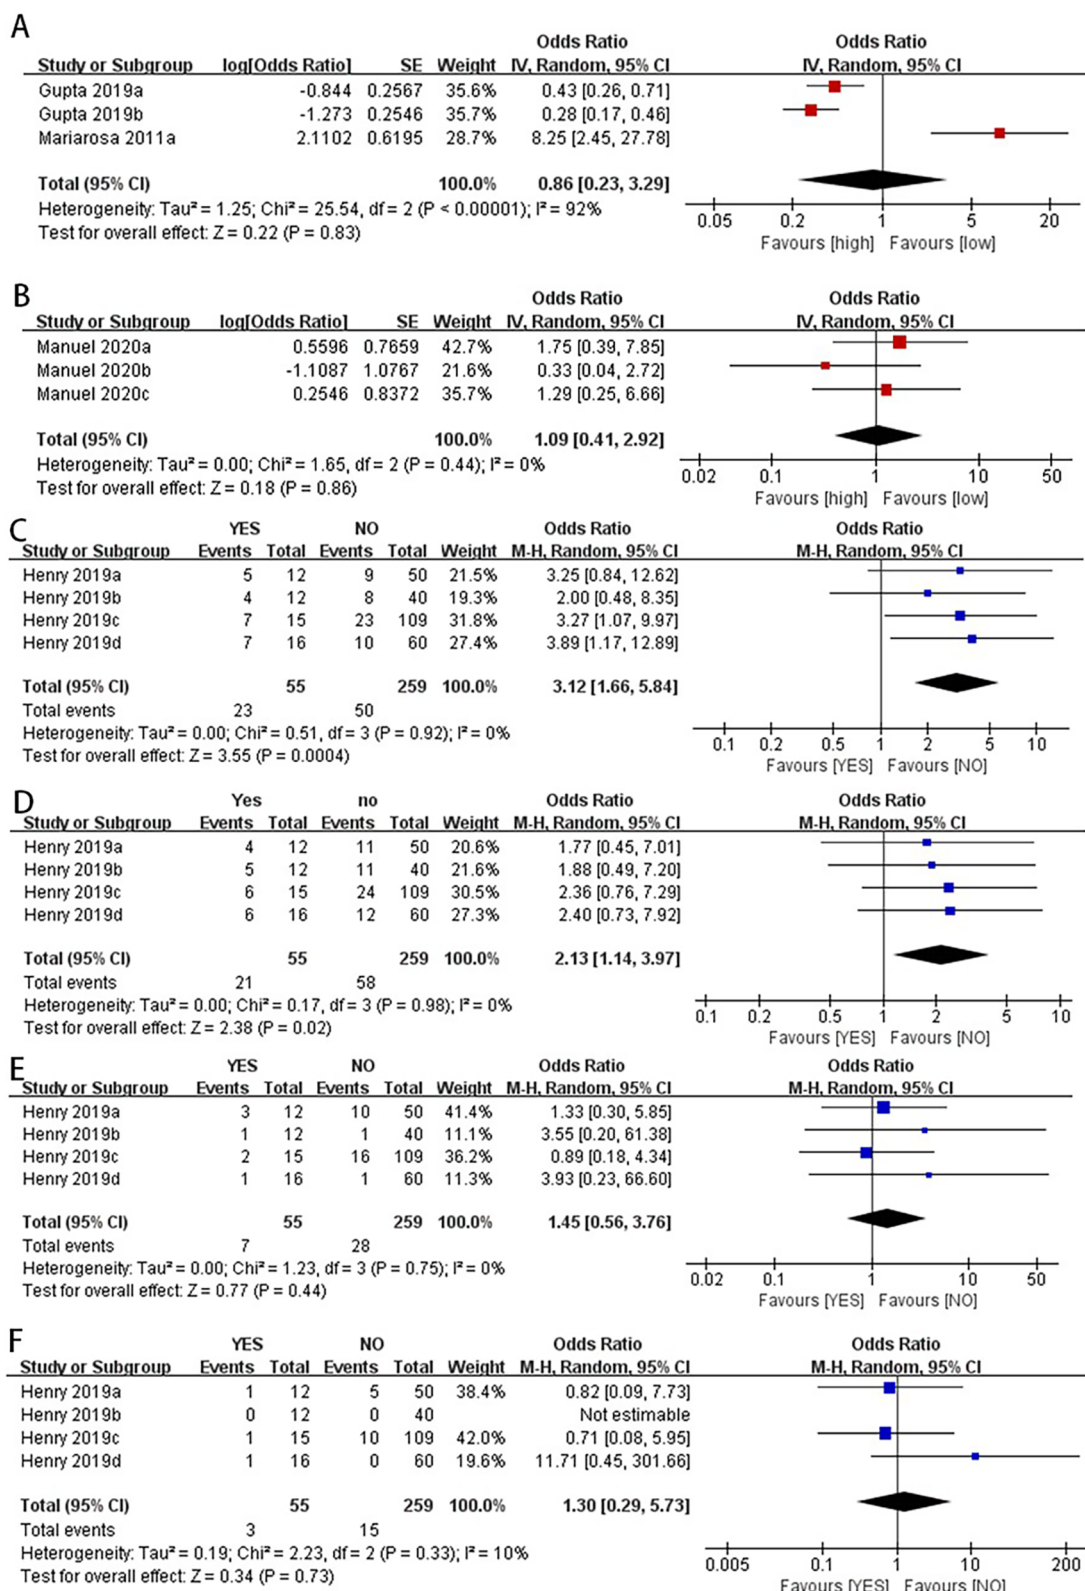 A
Odds Ratio Odds Ratio
Study or Subgroup log[Odds Ratio] SE Weight IV, Random, 95% CI IV, Random, 95% CI
Gupta 2019a -0.844 0.2567 35.6% 0.43 [0.26, 0.71]
Gupta 2019b -1.273 0.2546 35.7% 0.28 [0.17, 0.46]
Mariarosa 2011a 2.1102 0.6195 28.7% 8.25 [2.45, 27.78]
Total (95% CI) 100.0% 0.86 [0.23, 3.29]
Heterogeneity: Tau² = 1.25; Chi² = 25.54, df = 2 (P < 0.00001); I² = 92%
Test for overall effect: Z = 0.22 (P = 0.83)
0.05 0.2 1 5 20
Favours [high] Favours [low]
B
Odds Ratio Odds Ratio
Study or Subgroup log[Odds Ratio] SE Weight IV, Random, 95% CI IV, Random, 95% CI
Manuel 2020a 0.5596 0.7659 42.7% 1.75 [0.39, 7.85]
Manuel 2020b -1.1087 1.0767 21.6% 0.33 [0.04, 2.72]
Manuel 2020c 0.2546 0.8372 35.7% 1.29 [0.25, 6.66]
Total (95% CI) 100.0% 1.09 [0.41, 2.92]
Heterogeneity: Tau² = 0.00; Chi² = 1.65, df = 2 (P = 0.44); I² = 0%
Test for overall effect: Z = 0.18 (P = 0.86)
0.02 0.1 1 10 50
Favours [high] Favours [low]
C
YES NO Odds Ratio Odds Ratio
Study or Subgroup Events Total Events Total Weight M-H, Random, 95% CI M-H, Random, 95% CI
Henry 2019a 5 12 9 50 21.5% 3.25 [0.84, 12.62]
Henry 2019b 4 12 8 40 19.3% 2.00 [0.48, 8.35]
Henry 2019c 7 15 23 109 31.8% 3.27 [1.07, 9.97]
Henry 2019d 7 16 10 60 27.4% 3.89 [1.17, 12.89]
Total (95% CI) 55 259 100.0% 3.12 [1.66, 5.84]
Total events 23 50
Heterogeneity: Tau² = 0.00; Chi² = 0.51, df = 3 (P = 0.92); I² = 0%
Test for overall effect: Z = 3.55 (P = 0.0004)
0.1 0.2 0.5 1 2 5 10
Favours [YES] Favours [NO]
D
Yes no Odds Ratio Odds Ratio
Study or Subgroup Events Total Events Total Weight M-H, Random, 95% CI M-H, Random, 95% CI
Henry 2019a 4 12 11 50 20.6% 1.77 [0.45, 7.01]
Henry 2019b 5 12 11 40 21.6% 1.88 [0.49, 7.20]
Henry 2019c 6 15 24 109 30.5% 2.36 [0.76, 7.29]
Henry 2019d 6 16 12 60 27.3% 2.40 [0.73, 7.92]
Total (95% CI) 55 259 100.0% 2.13 [1.14, 3.97]
Total events 21 58
Heterogeneity: Tau² = 0.00; Chi² = 0.17, df = 3 (P = 0.98); I² = 0%
Test for overall effect: Z = 2.38 (P = 0.02)
0.1 0.2 0.5 1 2 5 10
Favours [YES] Favours [NO]
E
YES NO Odds Ratio Odds Ratio
Study or Subgroup Events Total Events Total Weight M-H, Random, 95% CI M-H, Random, 95% CI
Henry 2019a 3 12 10 50 41.4% 1.33 [0.30, 5.85]
Henry 2019b 1 12 1 40 11.1% 3.55 [0.20, 61.38]
Henry 2019c 2 15 16 109 36.2% 0.89 [0.18, 4.34]
Henry 2019d 1 16 1 60 11.3% 3.93 [0.23, 66.60]
Total (95% CI) 55 259 100.0% 1.45 [0.56, 3.76]
Total events 7 28
Heterogeneity: Tau² = 0.00; Chi² = 1.23, df = 3 (P = 0.75); I² = 0%
Test for overall effect: Z = 0.77 (P = 0.44)
0.02 0.1 1 10 50
Favours [YES] Favours [NO]
F
YES NO Odds Ratio Odds Ratio
Study or Subgroup Events Total Events Total Weight M-H, Random, 95% CI M-H, Random, 95% CI
Henry 2019a 1 12 5 50 38.4% 0.82 [0.09, 7.73]
Henry 2019b 0 12 0 40 Not estimable
Henry 2019c 1 15 10 109 42.0% 0.71 [0.08, 5.95]
Henry 2019d 1 16 0 60 19.6% 11.71 [0.45, 301.66]
Total (95% CI) 55 259 100.0% 1.30 [0.29, 5.73]
Total events 3 15
Heterogeneity: Tau² = 0.19; Chi² = 2.23, df = 2 (P = 0.33); I² = 10%
Test for overall effect: Z = 0.34 (P = 0.73)
0.005 0.1 1 10 200
Favours [YES] Favours [NO]